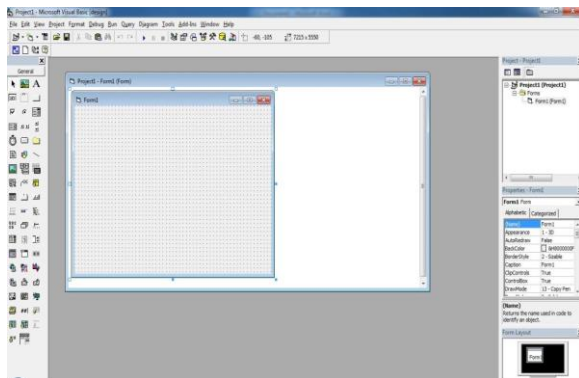 Project1 - Microsoft Visual Basic [design]
File Edit View Project Format Debug Run Query Diagram Tools Add-Ins Window Help
-60, -105 7215 x 5550
General
Project1 - Form1 (Form)
Form1
Project - Project1
Project1 (Project1)
Forms
Form1 (Form1)
Properties - Form1
Form1 Form
Alphabetic Categorized
(Name) Form1
Appearance 1 - 3D
AutoRedraw False
BackColor &H8000000F
BorderStyle 2 - Sizable
Caption Form1
ClipControls True
ControlBox True
DrawMode 13 - Copy Pen
(Name)
Returns the name used in code to
identify an object.
Form Layout
Form1